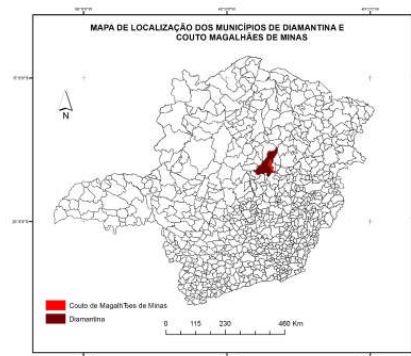 MAPA DE LOCALIZAÇÃO DOS MUNICÍPIOS DE DIAMANTINA E
COUTO MAGALHÃES DE MINAS
N
Couto de MagalhTses de Minas
Diamantina
0 115 230 460 Km